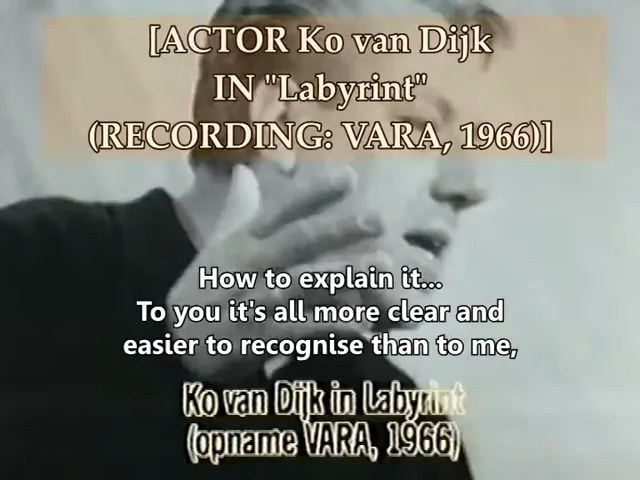 [ACTOR Ko van Dijk
IN "Labyrint"
(RECORDING: VARA, 1966)]
How to explain it...
To you it's all more clear and
easier to recognise than to me,
Ko van Dijk in Labyrint
(opname VARA, 1966)